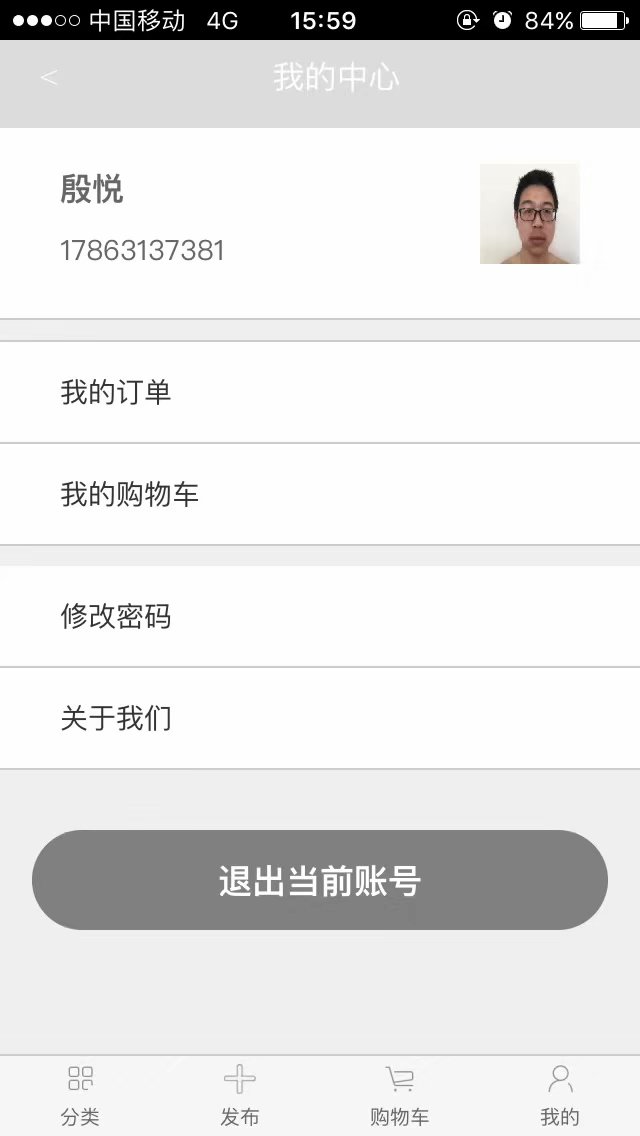 中国移动 4G 15:59 84%
< 我的中心
殷悦
17863137381
我的订单
我的购物车
修改密码
关于我们
退出当前账号
分类 发布 购物车 我的